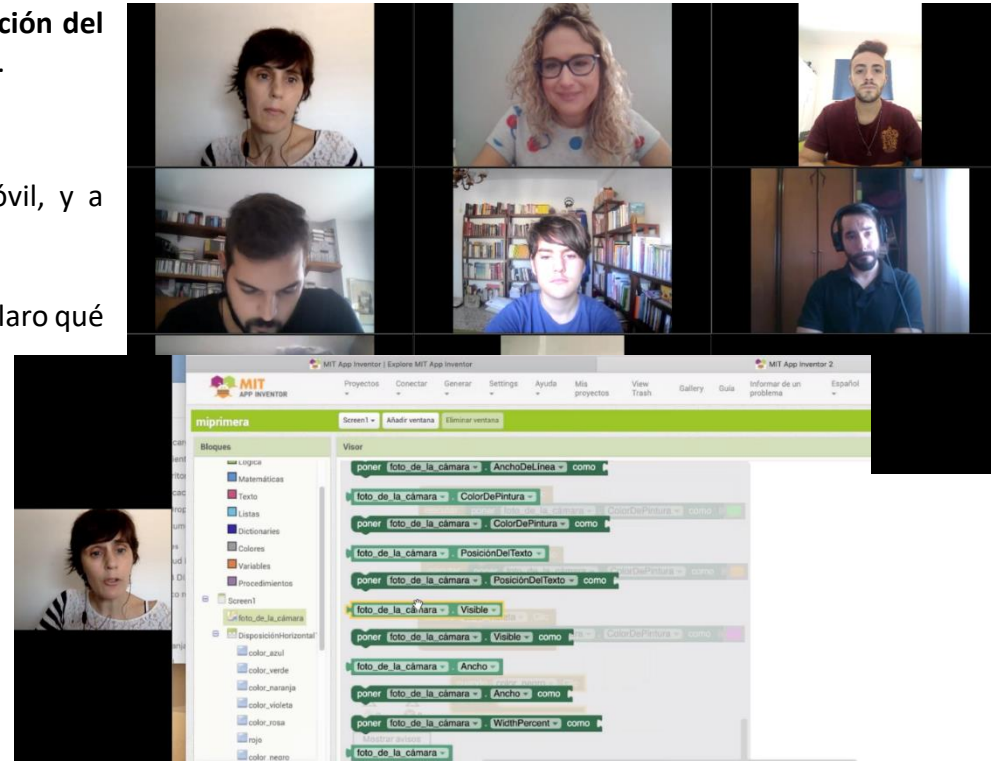 ción del
.
óvil, y a
laro qué
MIT App Inventor | Explore MIT App Inventor
MIT App Inventor 2
MIT
APP INVENTOR
Proyectos
Conectar
Generar
Settings
Ayuda
Mis proyectos
View Trash
Gallery
Guía
Informar de un problema
Español
miprimera
Screen1
Añadir ventana
Eliminar ventana
Bloques
Visor
Lógica
Matemáticas
Texto
Listas
Dictionaries
Colores
Variables
Procedimientos
Screen1
foto_de_la_cámara
DisposiciónHorizontal
color_azul
color_verde
color_naranja
color_violeta
color_rosa
rojo
color_negro
poner foto_de_la_cámara . AnchoDeLínea como
foto_de_la_cámara . ColorDePintura
poner foto_de_la_cámara . ColorDePintura como
foto_de_la_cámara . PosiciónDelTexto
poner foto_de_la_cámara . PosiciónDelTexto como
foto_de_la_cámara . Visible
poner foto_de_la_cámara . Visible como
foto_de_la_cámara . Ancho
poner foto_de_la_cámara . Ancho como
poner foto_de_la_cámara . WidthPercent como
Mostrar avisos
foto_de_la_cámara